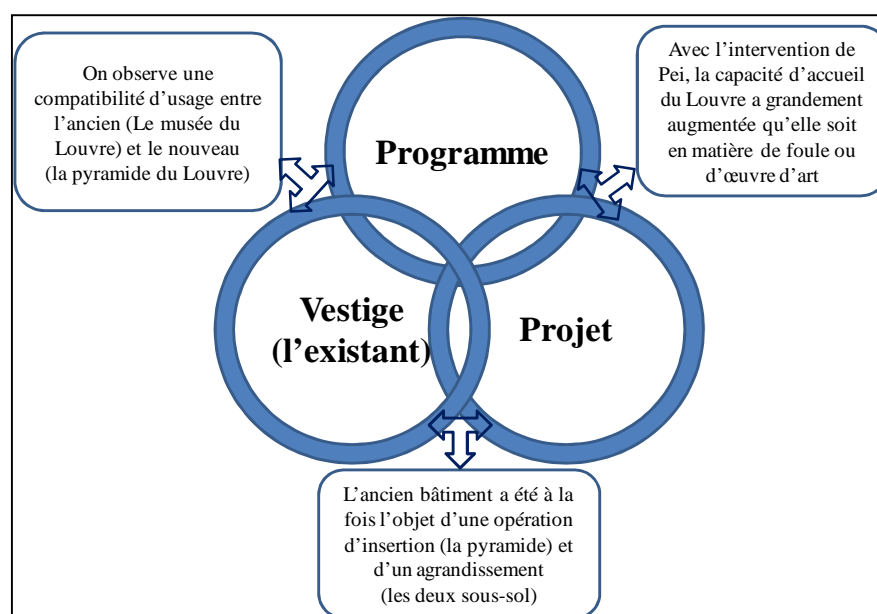 On observe une
compatibilité d’usage entre
l’ancien (Le musée du
Louvre) et le nouveau
(la pyramide du Louvre)
Avec l’intervention de
Pei, la capacité d’accueil
du Louvre a grandement
augmentée qu’elle soit
en matière de foule ou
d’œuvre d’art
Programme
Vestige
(l’existant)
Projet
L’ancien bâtiment a été à la
fois l’objet d’une opération
d’insertion (la pyramide) et
d’un agrandissement
(les deux sous-sol)